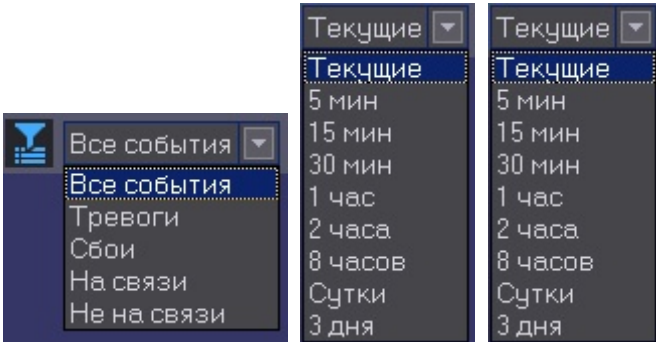 Все события
Все события
Тревоги
Сбои
На связи
Не на связи
Текущие
Текущие
5 мин
15 мин
30 мин
1 час
2 часа
8 часов
Сутки
3 дня
Текущие
Текущие
5 мин
15 мин
30 мин
1 час
2 часа
8 часов
Сутки
3 дня